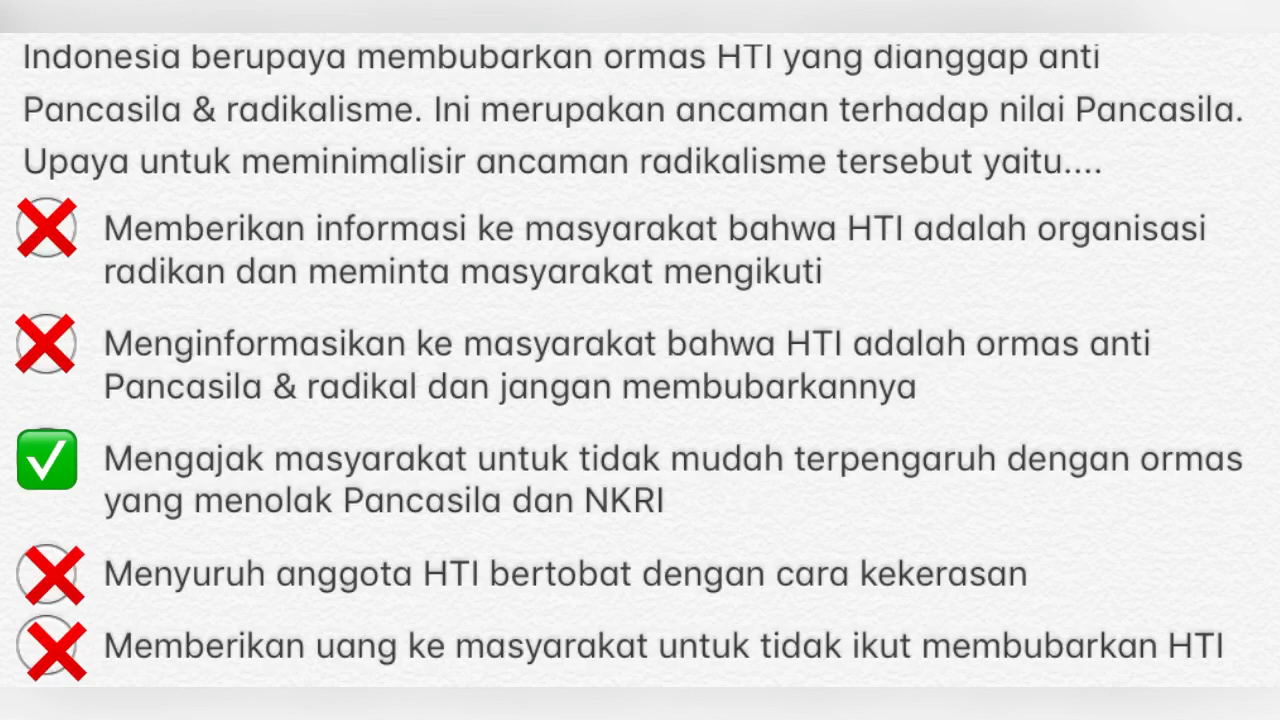 Indonesia berupaya membubarkan ormas HTI yang dianggap anti
Pancasila & radikalisme. Ini merupakan ancaman terhadap nilai Pancasila.
Upaya untuk meminimalisir ancaman radikalisme tersebut yaitu....
Memberikan informasi ke masyarakat bahwa HTI adalah organisasi
radikan dan meminta masyarakat mengikuti
Menginformasikan ke masyarakat bahwa HTI adalah ormas anti
Pancasila & radikal dan jangan membubarkannya
Mengajak masyarakat untuk tidak mudah terpengaruh dengan ormas
yang menolak Pancasila dan NKRI
Menyuruh anggota HTI bertobat dengan cara kekerasan
Memberikan uang ke masyarakat untuk tidak ikut membubarkan HTI